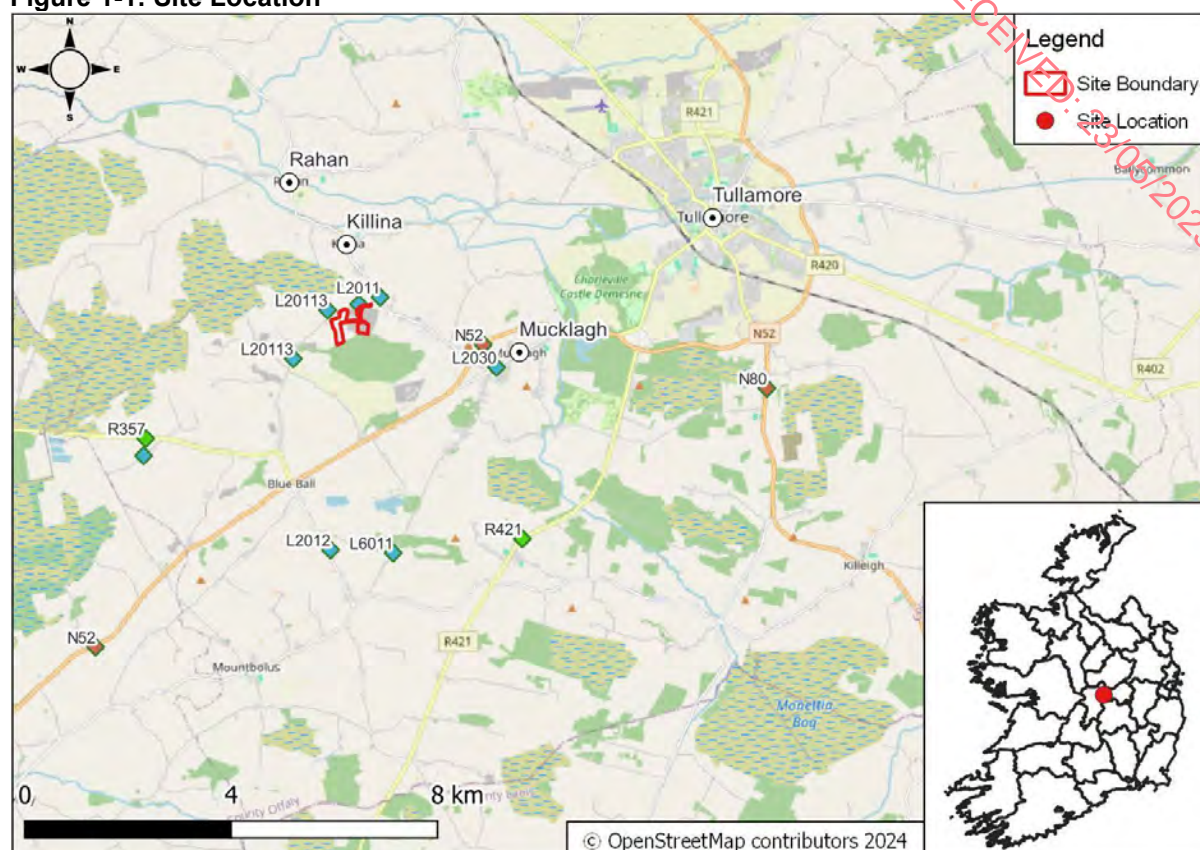 Figure 1-1: Site Location
N
W E
S
Legend
Site Boundary
Site Location
RECEIVED: 23/05/2025
R421
Ballycommon
Rahan
Killina
Tullamore
Tullamore
Charleville
Castle Demesne
R420
L20113
L2011
N52
Mucklagh
L2030
N52
L20113
R402
N80
R357
Blue Ball
L2012
L6011
R421
Killeigh
N52
R421
Mountbolus
Monettia
Bog
0
4
8 km
County Offaly
© OpenStreetMap contributors 2024